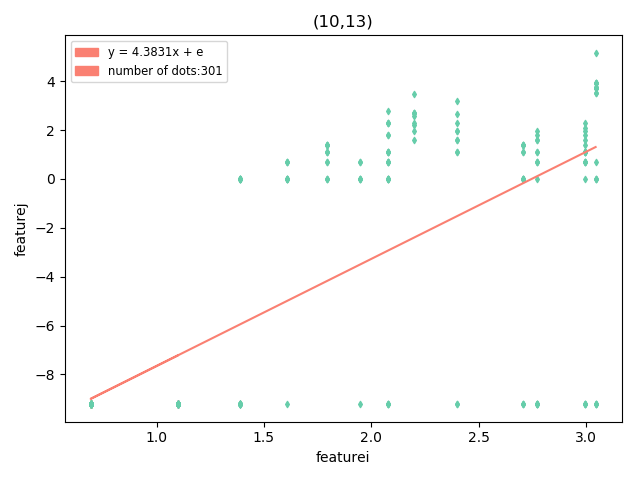 (10,13)
y = 4.3831x + e
number of dots:301
4
2
0
−2
−4
−6
−8
featurej
1.0 1.5 2.0 2.5 3.0
featurei